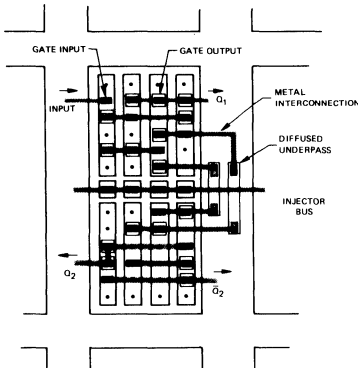 GATE INPUT
GATE OUTPUT
INPUT
Q1
METAL
INTERCONNECTION
DIFFUSED
UNDERPASS
INJECTOR
BUS
Q2
Q̅2